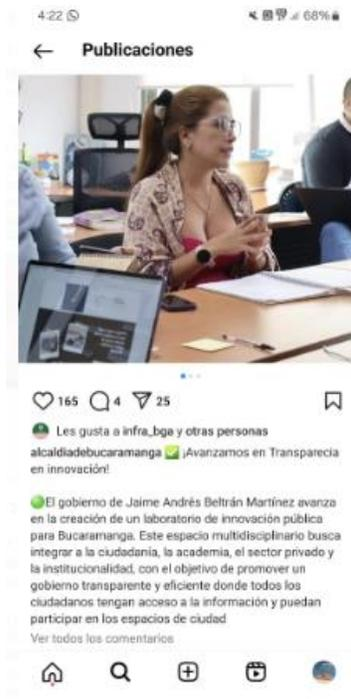 4:22
68%
Publicaciones
165 4 25
Les gusta a infra_bga y otras personas
alcaldiadebucaramanga ✅ ¡Avanzamos en Transparecia
en innovación!
🟢El gobierno de Jaime Andrés Beltrán Martínez avanza
en la creación de un laboratorio de innovación pública
para Bucaramanga. Este espacio multidisciplinario busca
integrar a la ciudadanía, la academia, el sector privado y
la institucionalidad, con el objetivo de promover un
gobierno transparente y eficiente donde todos los
ciudadanos tengan acceso a la información y puedan
participar en los espacios de ciudad
Ver todos los comentarios